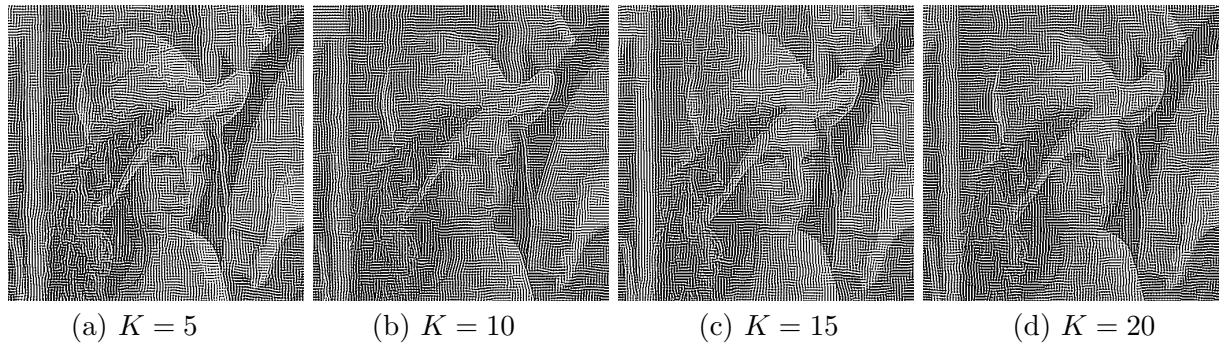 (a) K = 5 (b) K = 10 (c) K = 15 (d) K = 20